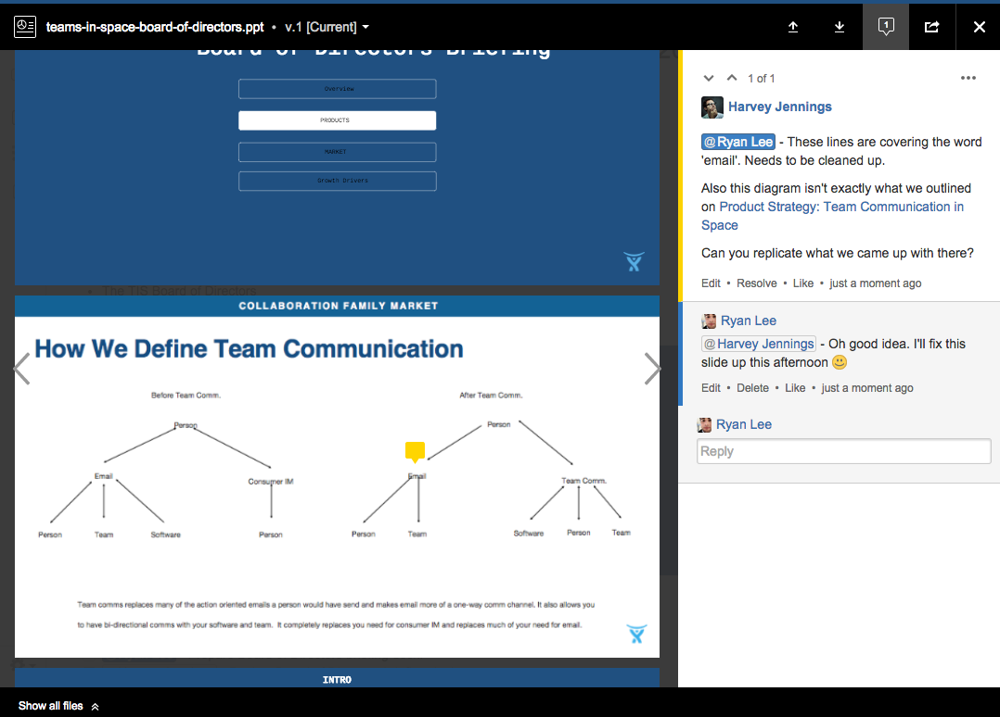 teams-in-space-board-of-directors.ppt • v.1 [Current]
1
Board of Directors Briefing
Overview
PRODUCTS
MARKET
Growth Drivers
The TIS Board of Directors
COLLABORATION FAMILY MARKET
How We Define Team Communication
Before Team Comm.
After Team Comm.
Person
Person
Email
Consumer IM
Email
Team Comm.
Person
Team
Software
Person
Person
Team
Software
Person
Team
Team comms replaces many of the action oriented emails a person would have send and makes email more of a one-way comm channel. It also allows you
to have bi-directional comms with your software and team. It completely replaces you need for consumer IM and replaces much of your need for email.
INTRO
Show all files
1 of 1
Harvey Jennings
@Ryan Lee - These lines are covering the word
'email'. Needs to be cleaned up.
Also this diagram isn't exactly what we outlined
on Product Strategy: Team Communication in
Space
Can you replicate what we came up with there?
Edit • Resolve • Like • just a moment ago
Ryan Lee
@Harvey Jennings - Oh good idea. I'll fix this
slide up this afternoon
Edit • Delete • Like • just a moment ago
Ryan Lee
Reply